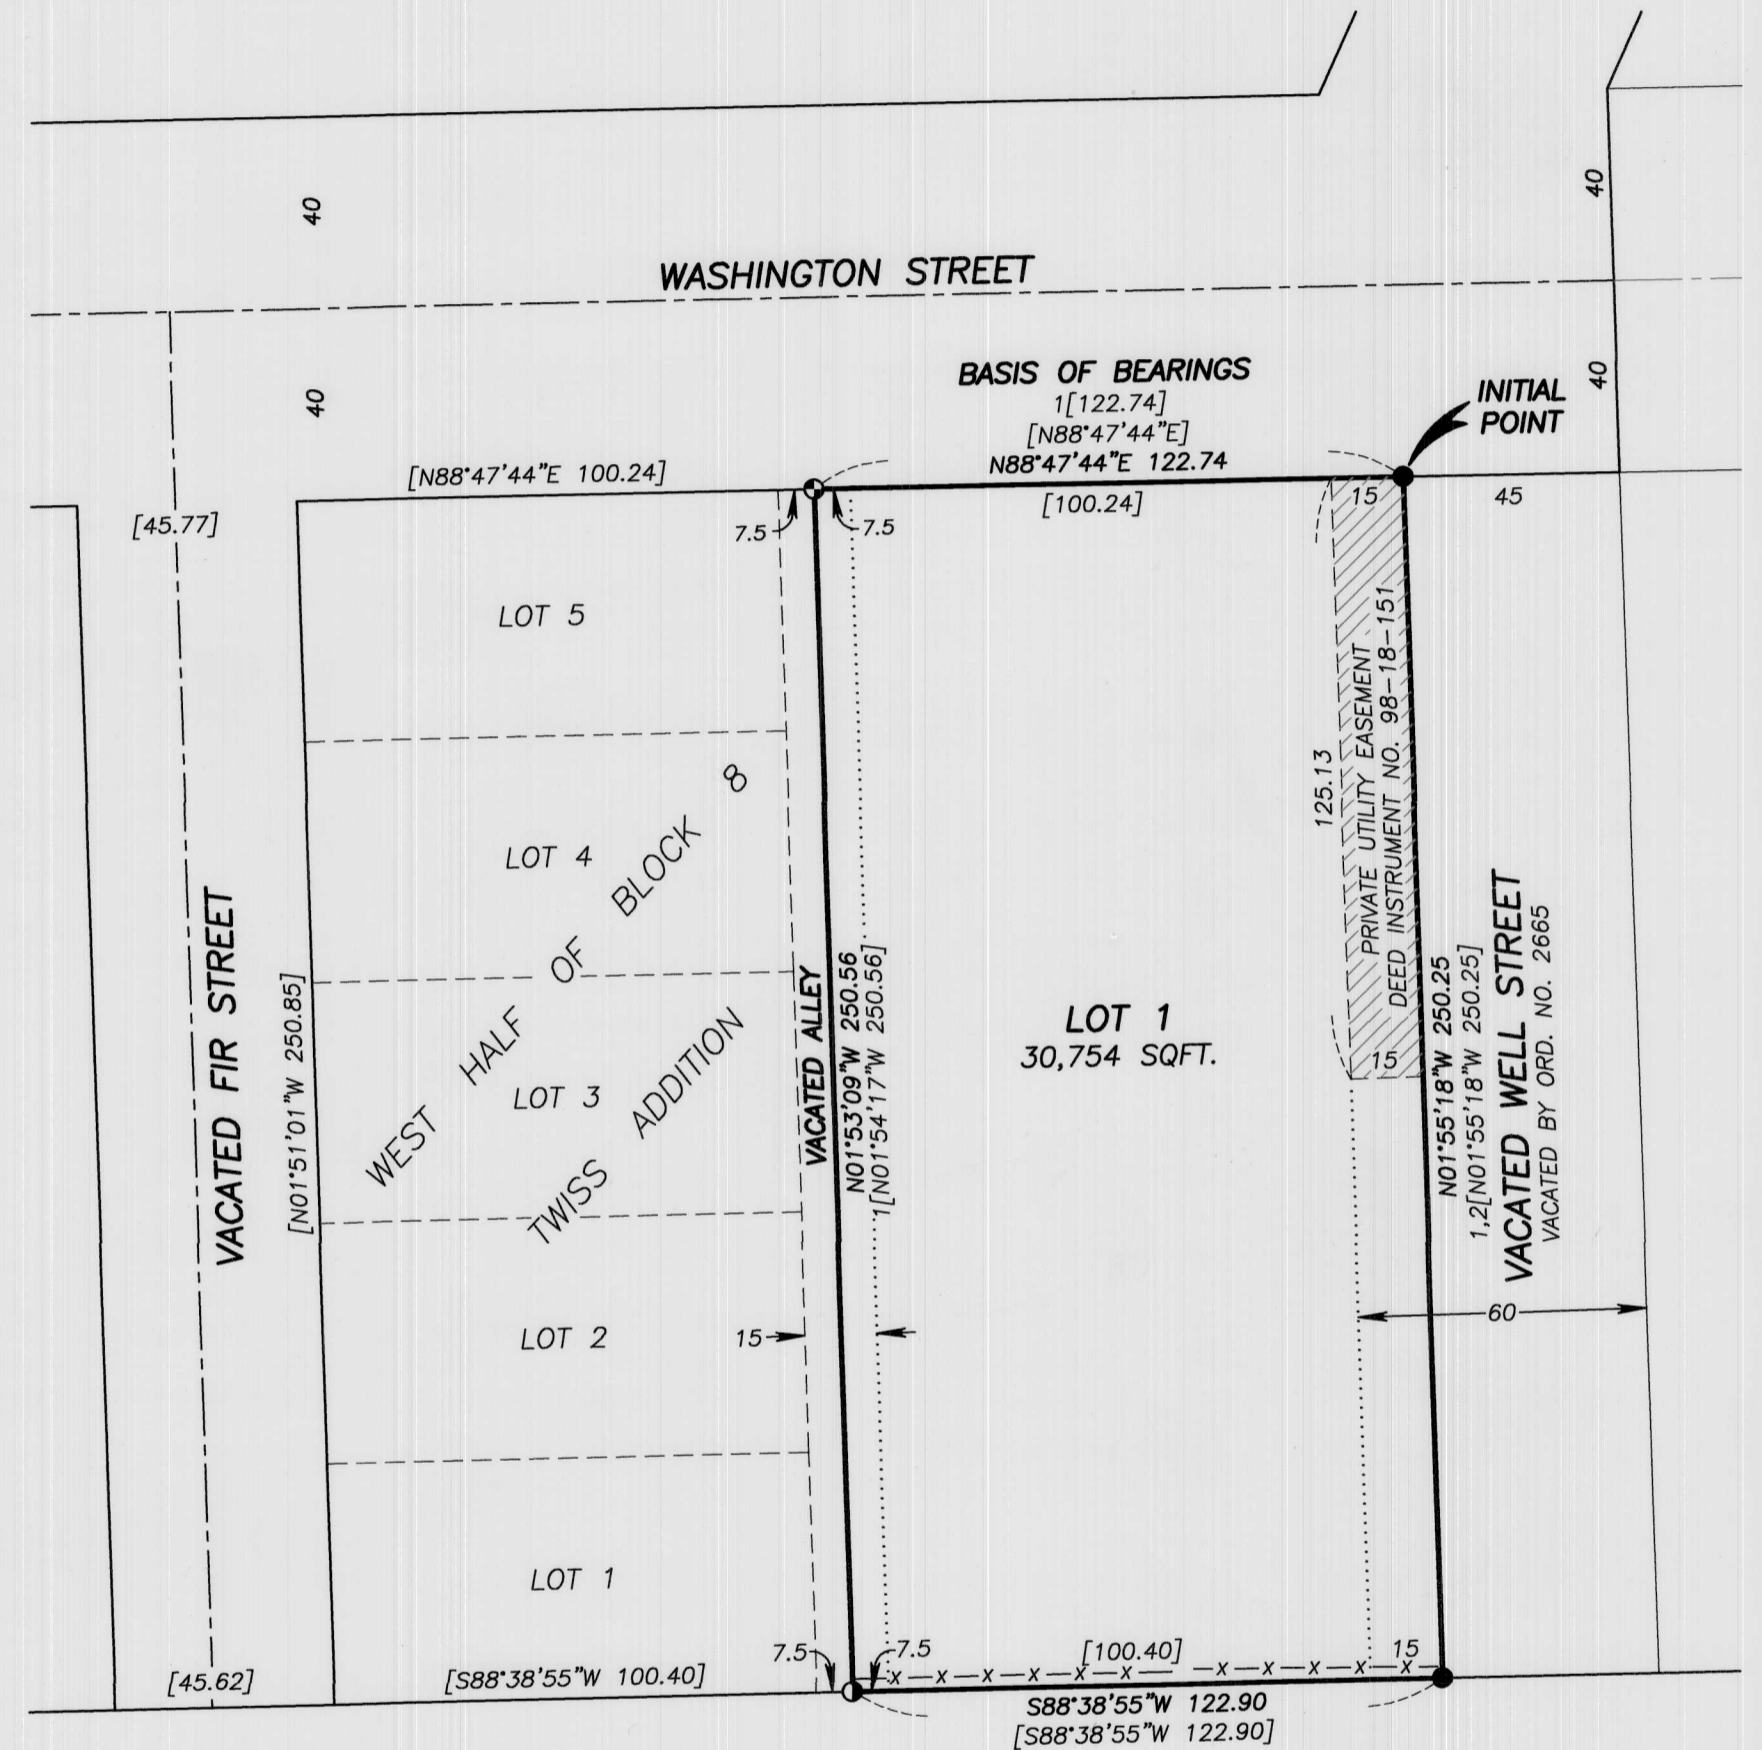 40
40
WASHINGTON STREET
BASIS OF BEARINGS
1[122.74]
[N88°47'44"E]
N88°47'44"E 122.74
[100.24]
INITIAL
POINT
40
40
[N88°47'44"E 100.24]
[45.77]
7.5
7.5
15
45
LOT 5
LOT 4
LOT 3
LOT 2
LOT 1
WEST HALF OF BLOCK 8
TWISS ADDITION
VACATED FIR STREET
[N01°51'01"W 250.85]
VACATED ALLEY
N01°53'09"W 250.56
1[N01°54'17"W 250.56]
15
LOT 1
30,754 SQFT.
125.13
PRIVATE UTILITY EASEMENT
DEED INSTRUMENT NO. 98-18-151
15
N01°55'18"W 250.25
1,2[N01°55'18"W 250.25]
VACATED WELL STREET
VACATED BY ORD. NO. 2665
60
7.5
7.5
[100.40]
15
[45.62]
[S88°38'55"W 100.40]
S88°38'55"W 122.90
[S88°38'55"W 122.90]